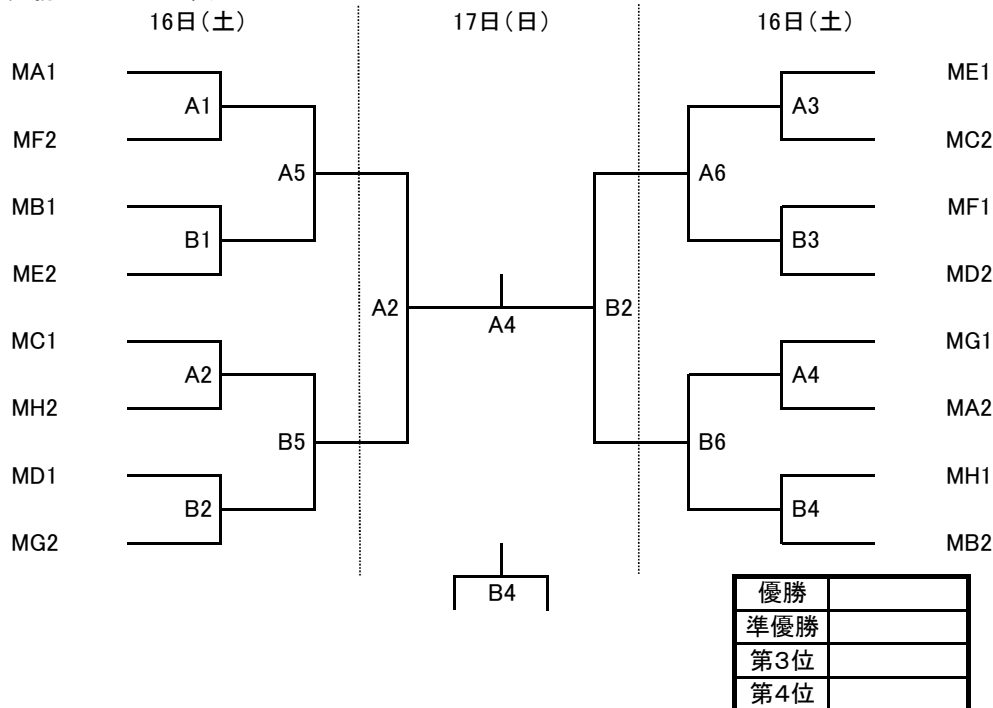 16日(土) 17日(日) 16日(土)
MA1 ME1
A1 A3
MF2 MC2
A5 A6
MB1 MF1
B1 B3
ME2 MD2
A2 B2
A4
MC1 MG1
A2 A4
MH2 MA2
B5 B6
MD1 MH1
B2 B4
MG2 MB2
B4
優勝
準優勝
第3位
第4位